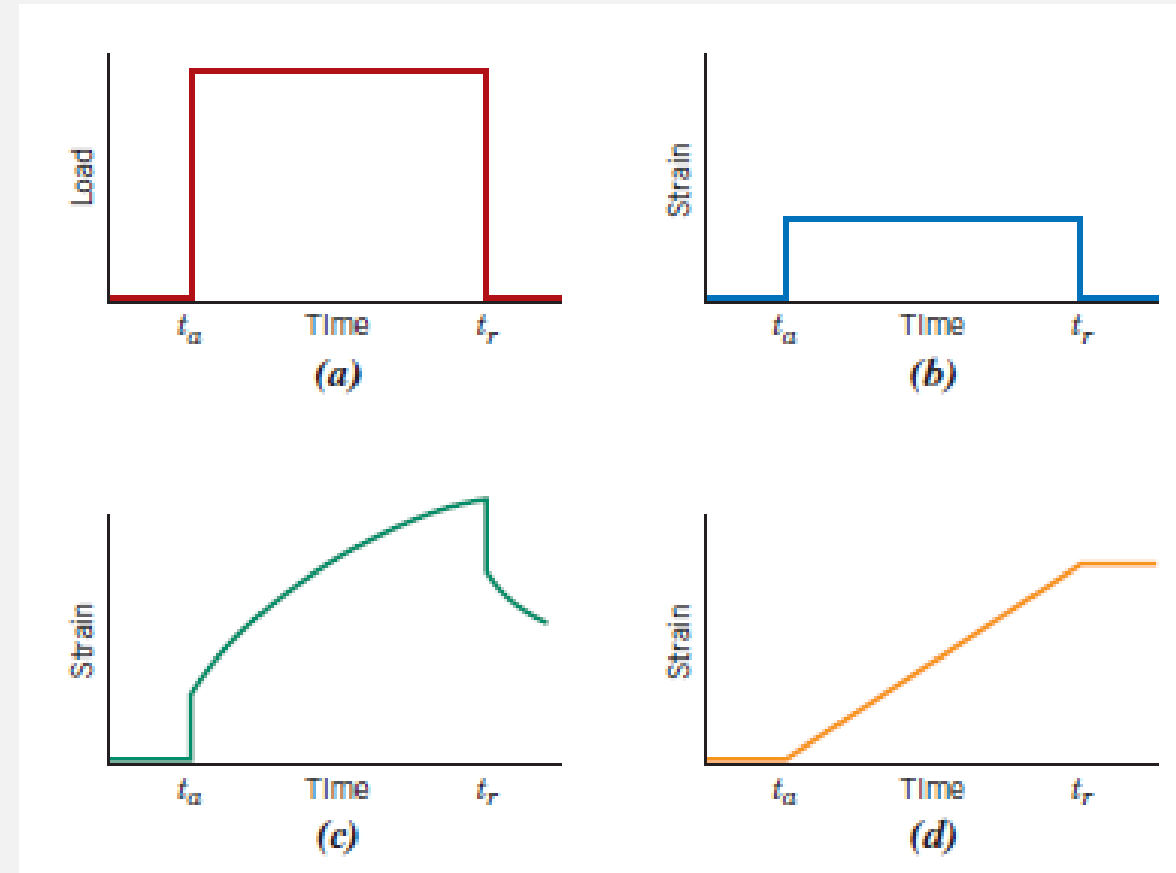 Load
t_a Time t_r
(a)
Strain
t_a Time t_r
(b)
Strain
t_a Time t_r
(c)
Strain
t_a Time t_r
(d)